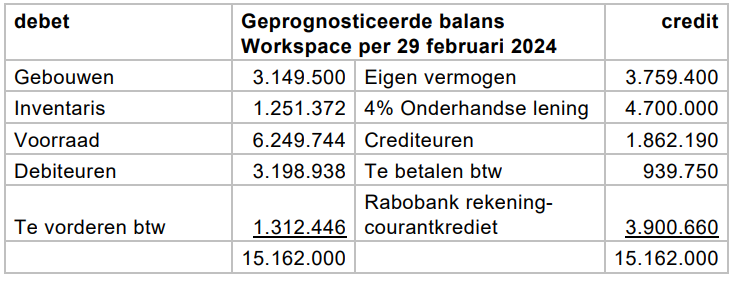 debet Geprognosticeerde balans credit
Workspace per 29 februari 2024
Gebouwen 3.149.500 Eigen vermogen 3.759.400
Inventaris 1.251.372 4% Onderhandse lening 4.700.000
Voorraad 6.249.744 Crediteuren 1.862.190
Debiteuren 3.198.938 Te betalen btw 939.750
Rabobank rekening-
Te vorderen btw 1.312.446 courantkrediet 3.900.660
15.162.000 15.162.000